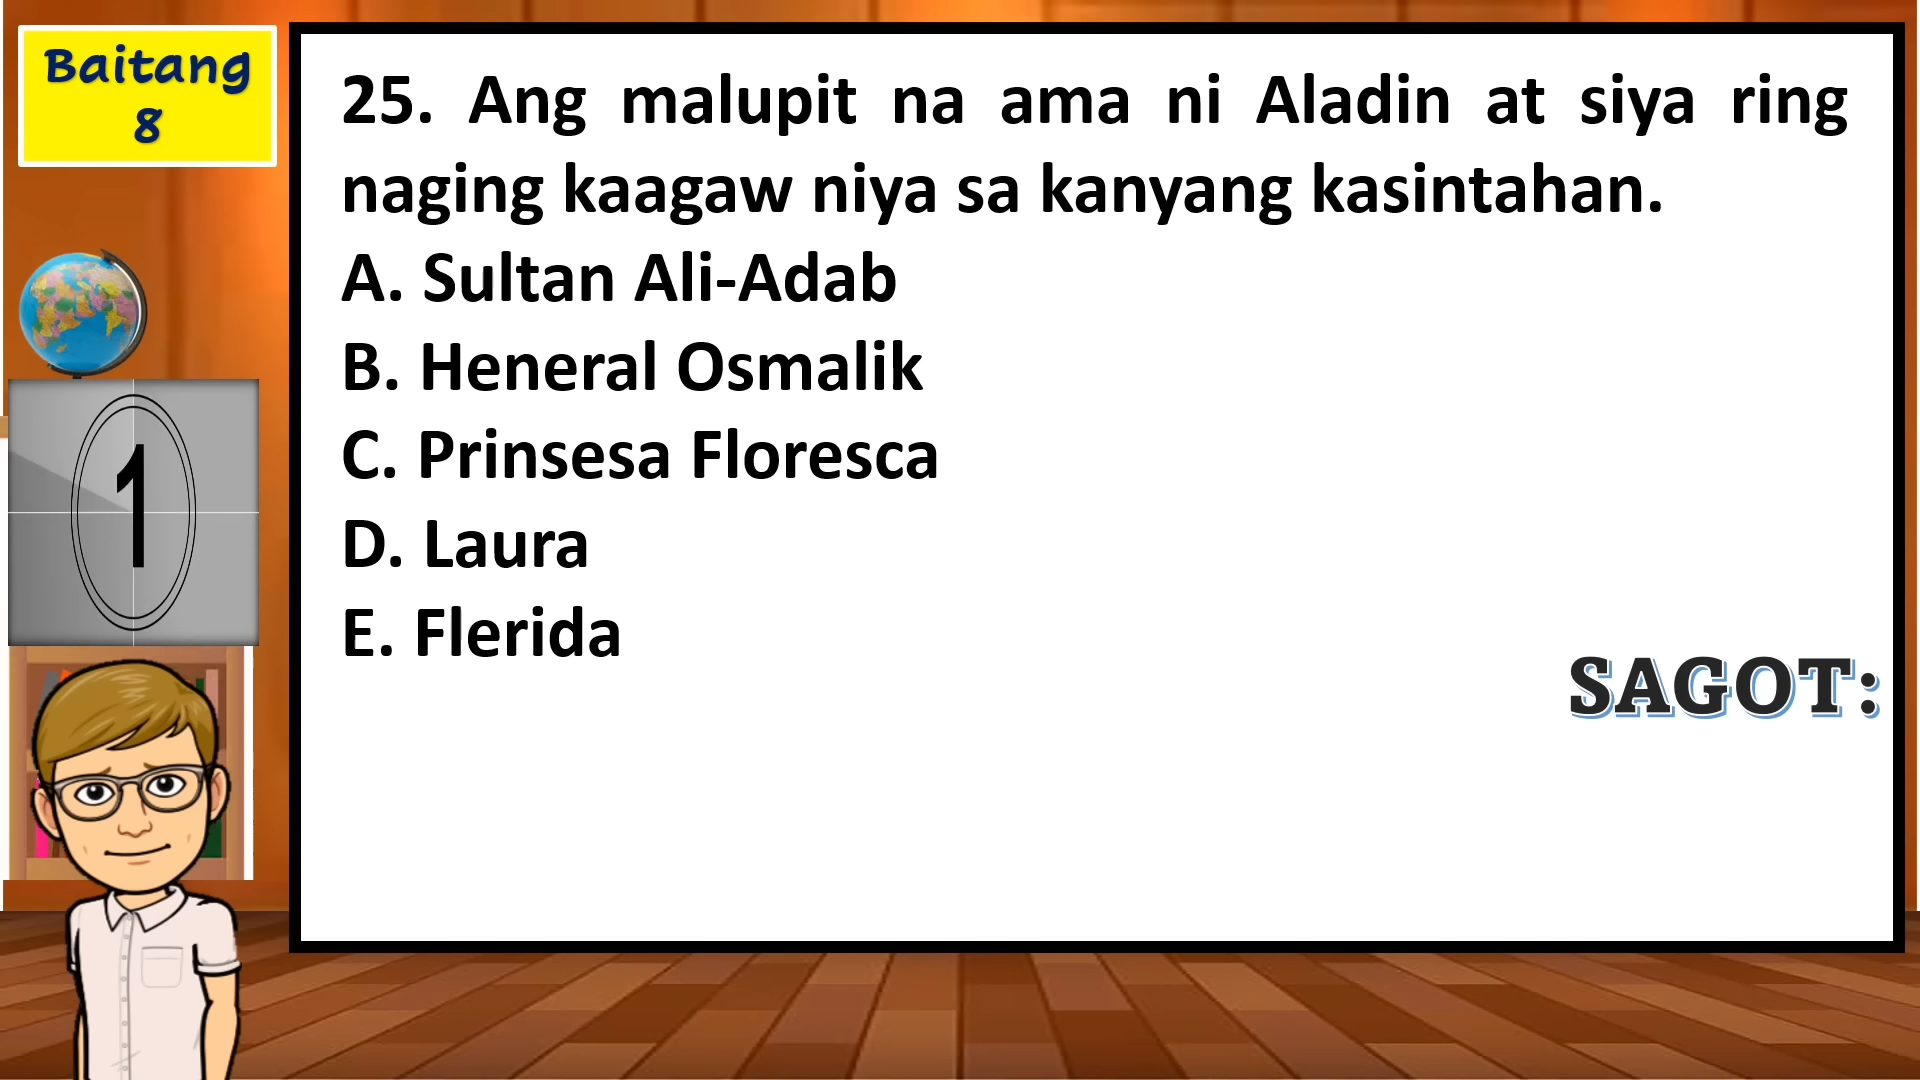 Baitang
8
25. Ang malupit na ama ni Aladin at siya ring
naging kaagaw niya sa kanyang kasintahan.
A. Sultan Ali-Adab
B. Heneral Osmalik
C. Prinsesa Floresca
D. Laura
E. Flerida
1
SAGOT: